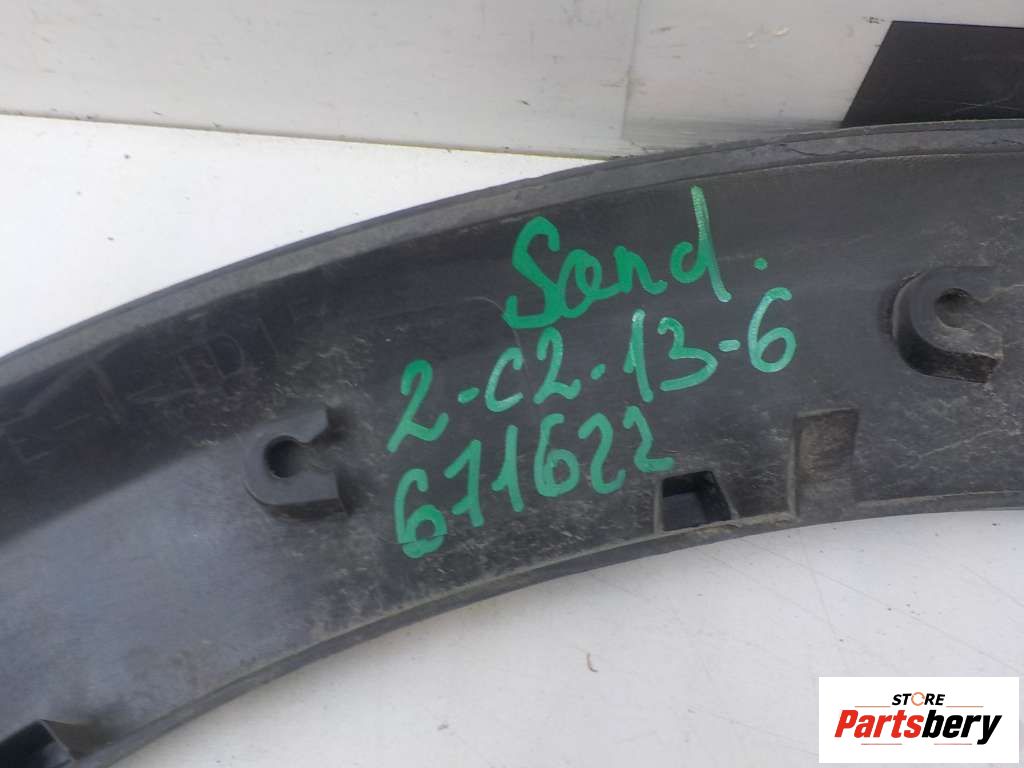 Sand.
2-C2-13-6
671622
STORE
Partsbery